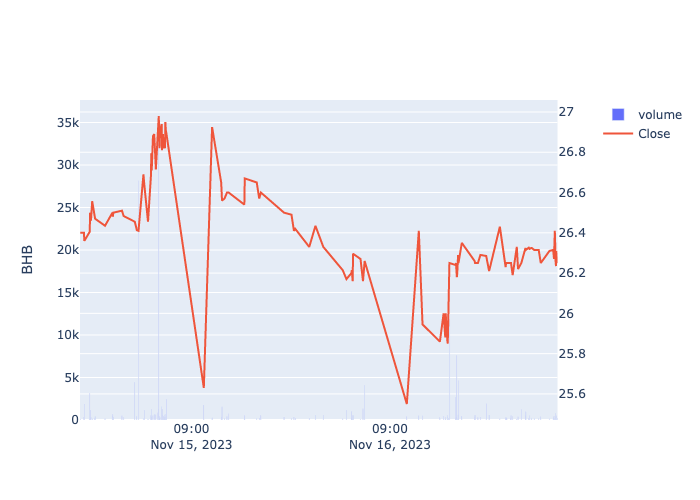 BHB
35k
30k
25k
20k
15k
10k
5k
0
27
26.8
26.6
26.4
26.2
26
25.8
25.6
09:00
Nov 15, 2023
09:00
Nov 16, 2023
volume
Close